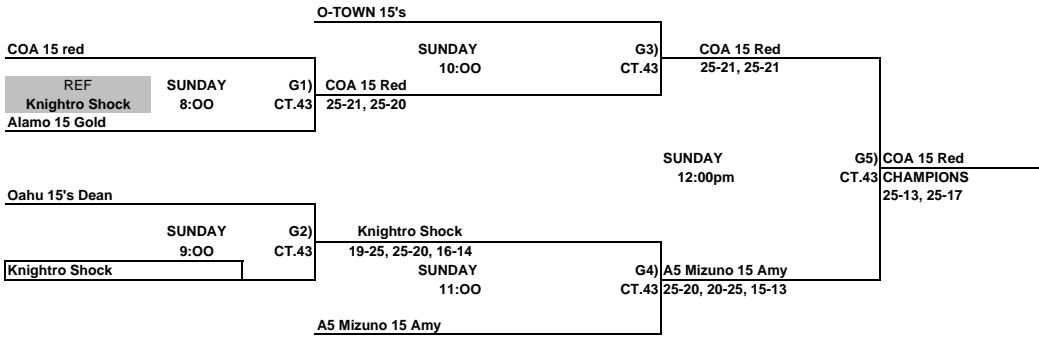 O-TOWN 15's
COA 15 red SUNDAY G3) COA 15 Red
10:OO CT.43 25-21, 25-21
REF SUNDAY G1) COA 15 Red
Knightro Shock 8:OO CT.43 25-21, 25-20
Alamo 15 Gold
SUNDAY G5) COA 15 Red
12:00pm CT.43 CHAMPIONS
Oahu 15's Dean 25-13, 25-17
SUNDAY G2) Knightro Shock
9:OO CT.43 19-25, 25-20, 16-14
Knightro Shock SUNDAY G4) A5 Mizuno 15 Amy
11:OO CT.43 25-20, 20-25, 15-13
A5 Mizuno 15 Amy